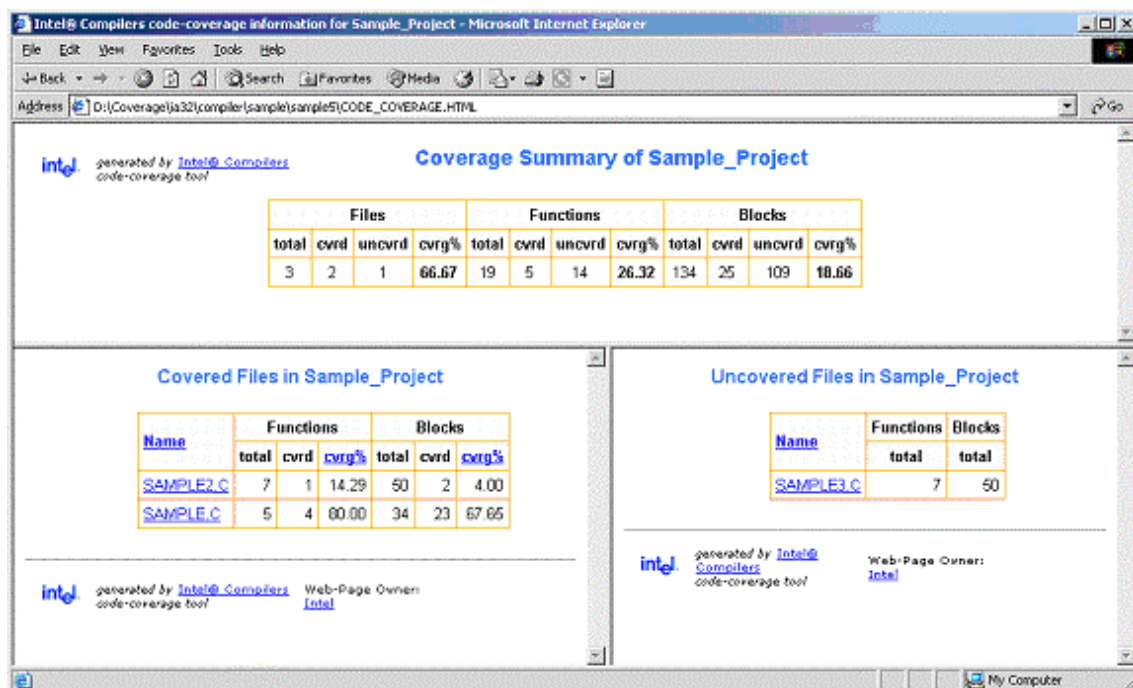 Intel® Compilers code-coverage information for Sample_Project - Microsoft Internet Explorer
File Edit View Favorites Tools Help
Back Search Favorites Media
Address D:\Coverage\ia32\compiler\sample\sample5\CODE_COVERAGE.HTML Go
intel. generated by Intel® Compilers
code-coverage tool
Coverage Summary of Sample_Project
Files Functions Blocks
total cvrd uncvrd cvrg% total cvrd uncvrd cvrg% total cvrd uncvrd cvrg%
3 2 1 66.67 19 5 14 26.32 134 25 109 18.66
Covered Files in Sample_Project
Name Functions Blocks
total cvrd cvrg% total cvrd cvrg%
SAMPLE2.C 7 1 14.29 50 2 4.00
SAMPLE.C 5 4 80.00 34 23 67.65
intel. generated by Intel® Compilers
code-coverage tool
Web-Page Owner:
Intel
Uncovered Files in Sample_Project
Name Functions Blocks
total total
SAMPLE3.C 7 50
intel. generated by Intel®
Compilers
code-coverage tool
Web-Page Owner:
Intel
My Computer